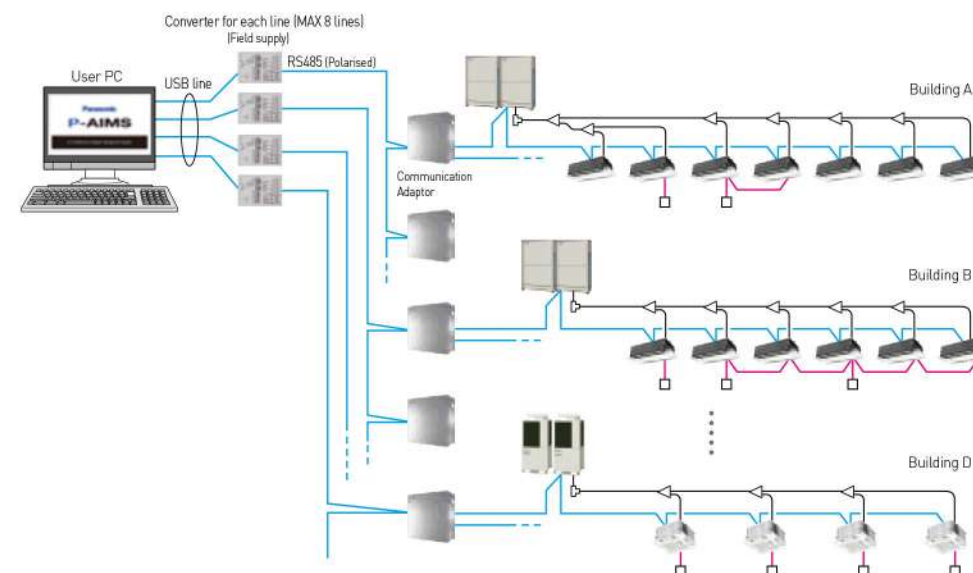 Converter for each line (MAX 8 lines)
(Field supply)
User PC
USB line
RS485 (Polarised)
Panasonic
P-AIMS
Communication
Adaptor
Building A
Building B
Building D